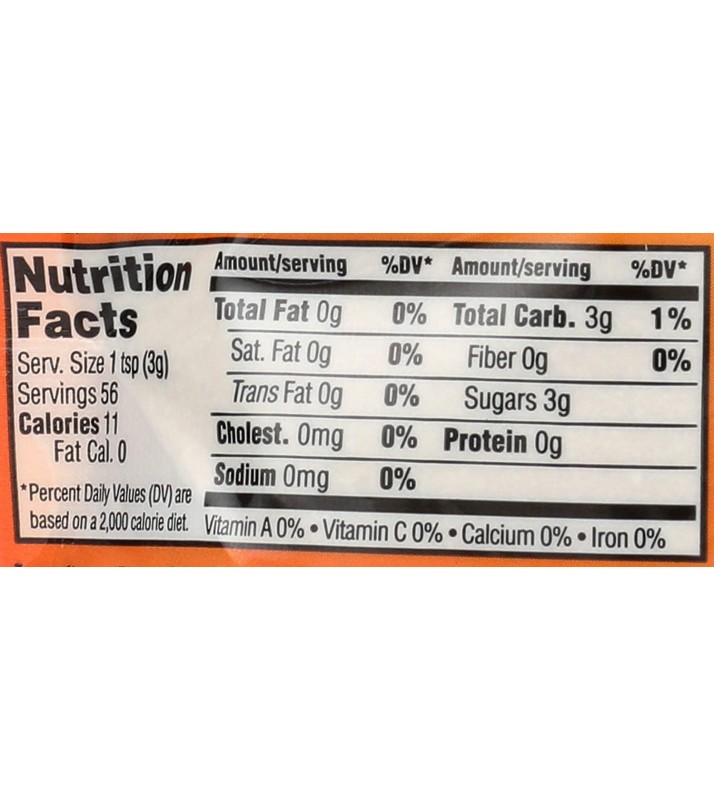 Nutrition
Facts
Serv. Size 1 tsp (3g)
Servings 56
Calories 11
Fat Cal. 0
*Percent Daily Values (DV) are
based on a 2,000 calorie diet.
Amount/serving %DV* Amount/serving %DV*
Total Fat 0g 0% Total Carb. 3g 1%
Sat. Fat 0g 0% Fiber 0g 0%
Trans Fat 0g 0% Sugars 3g
Cholest. 0mg 0% Protein 0g
Sodium 0mg 0%
Vitamin A 0% • Vitamin C 0% • Calcium 0% • Iron 0%